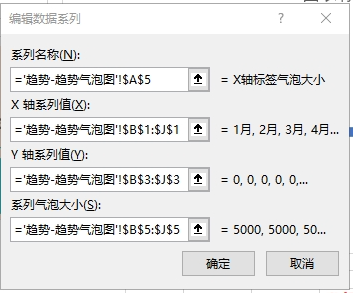 编辑数据系列
?
系列名称(N):
='趋势-趋势气泡图'!$A$5 = X轴标签气泡大小
X 轴系列值(X):
='趋势-趋势气泡图'!$B$1:$J$1 = 1月, 2月, 3月, 4月...
Y 轴系列值(Y):
='趋势-趋势气泡图'!$B$3:$J$3 = 0, 0, 0, 0, 0,...
系列气泡大小(S):
='趋势-趋势气泡图'!$B$5:$J$5 = 5000, 5000, 50...
确定 取消